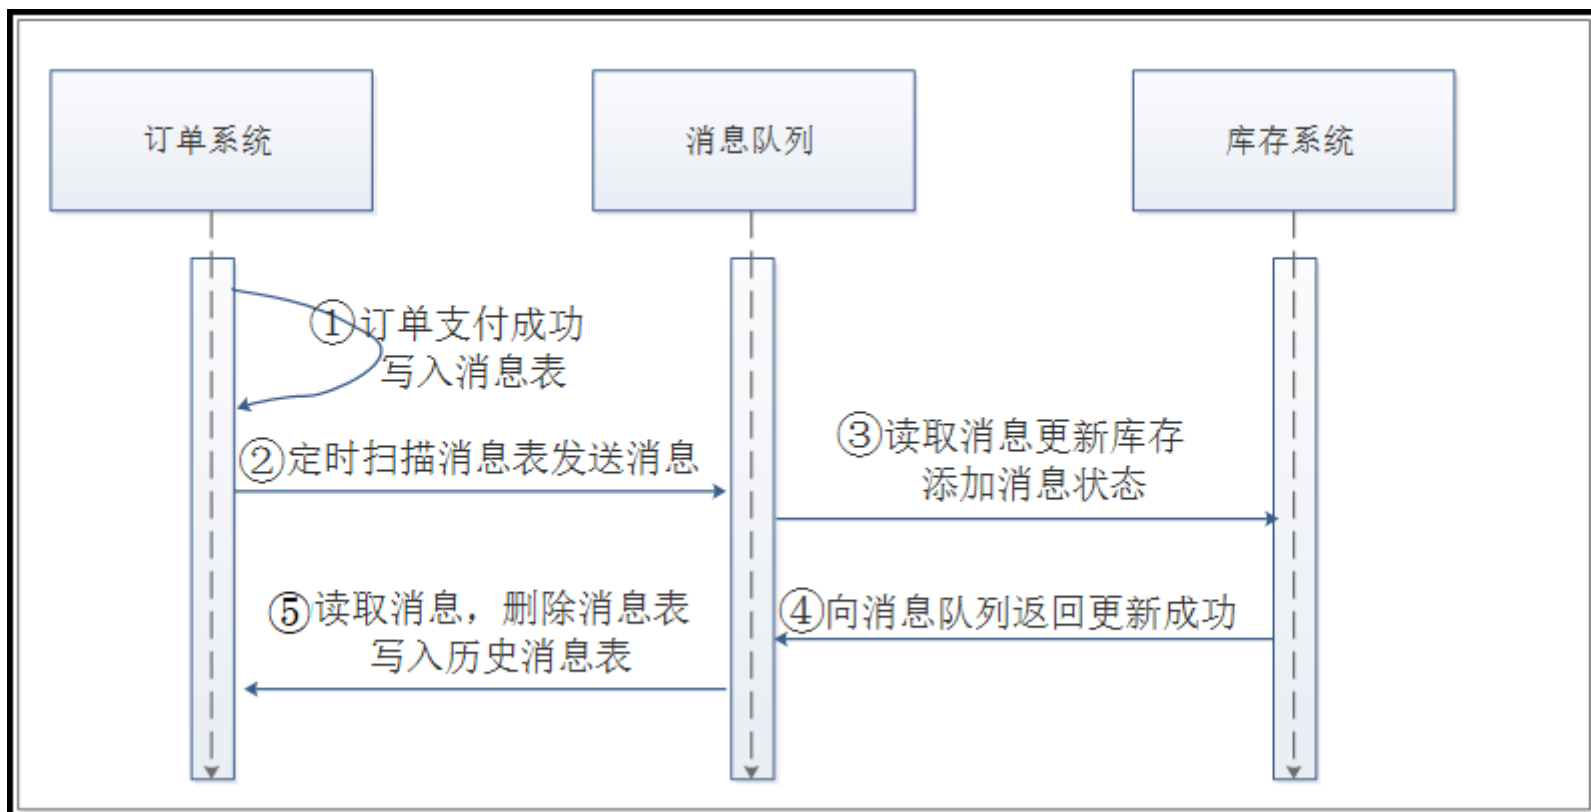 订单系统
消息队列
库存系统
①订单支付成功
写入消息表
②定时扫描消息表发送消息
③读取消息更新库存
添加消息状态
④向消息队列返回更新成功
⑤读取消息，删除消息表
写入历史消息表